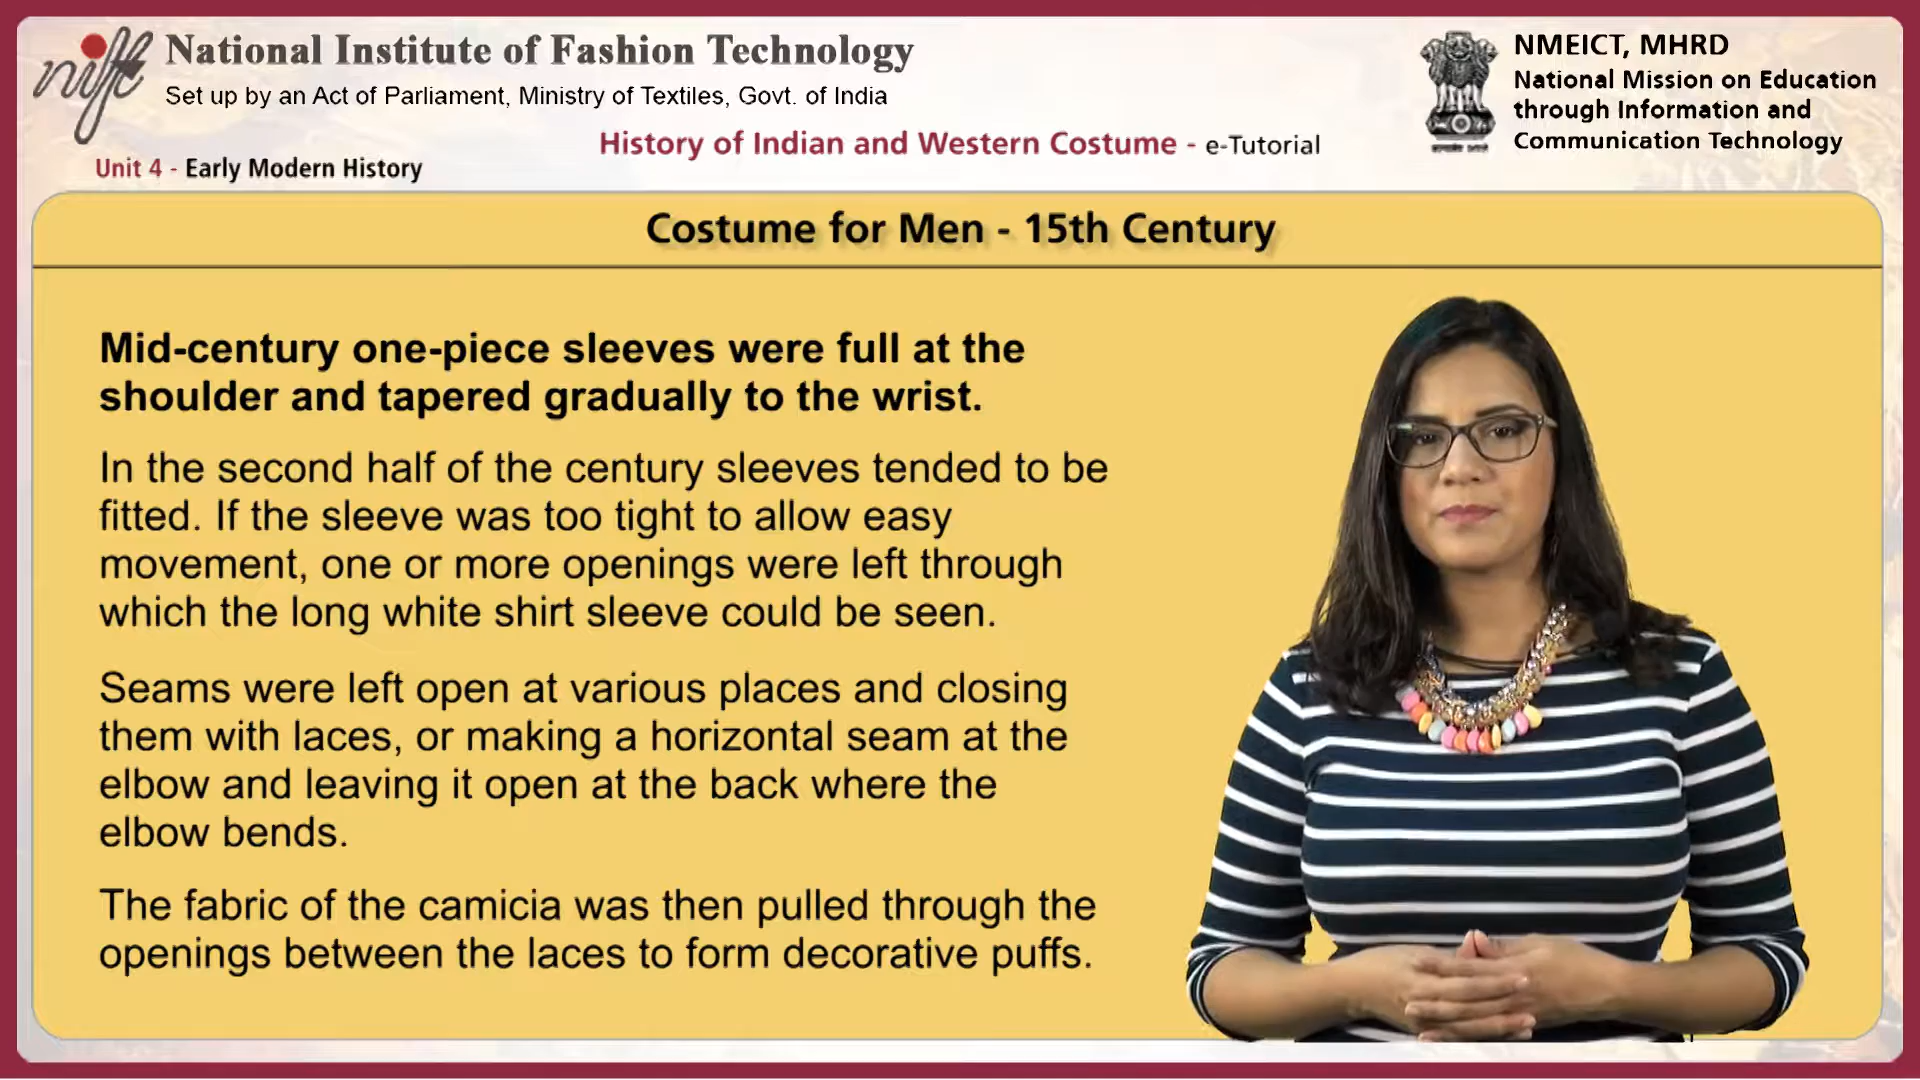 nift
National Institute of Fashion Technology
Set up by an Act of Parliament, Ministry of Textiles, Govt. of India
NMEICT, MHRD
National Mission on Education
through Information and
Communication Technology
History of Indian and Western Costume - e-Tutorial
Unit 4 - Early Modern History
Costume for Men - 15th Century
Mid-century one-piece sleeves were full at the
shoulder and tapered gradually to the wrist.
In the second half of the century sleeves tended to be
fitted. If the sleeve was too tight to allow easy
movement, one or more openings were left through
which the long white shirt sleeve could be seen.
Seams were left open at various places and closing
them with laces, or making a horizontal seam at the
elbow and leaving it open at the back where the
elbow bends.
The fabric of the camicia was then pulled through the
openings between the laces to form decorative puffs.